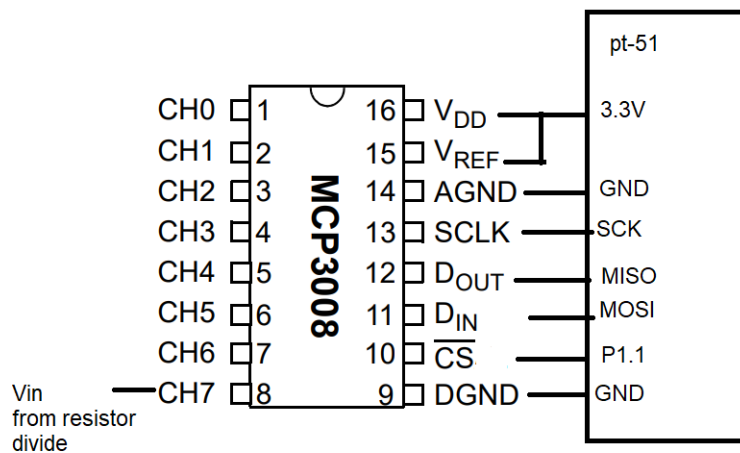 pt-51
CH0 1 16 VDD 3.3V
CH1 2 15 VREF
CH2 3 14 AGND GND
CH3 4 13 SCLK SCK
CH4 5 12 DOUT MISO
CH5 6 11 DIN MOSI
CH6 7 10 CS P1.1
CH7 8 9 DGND GND
MCP3008
Vin
from resistor
divide